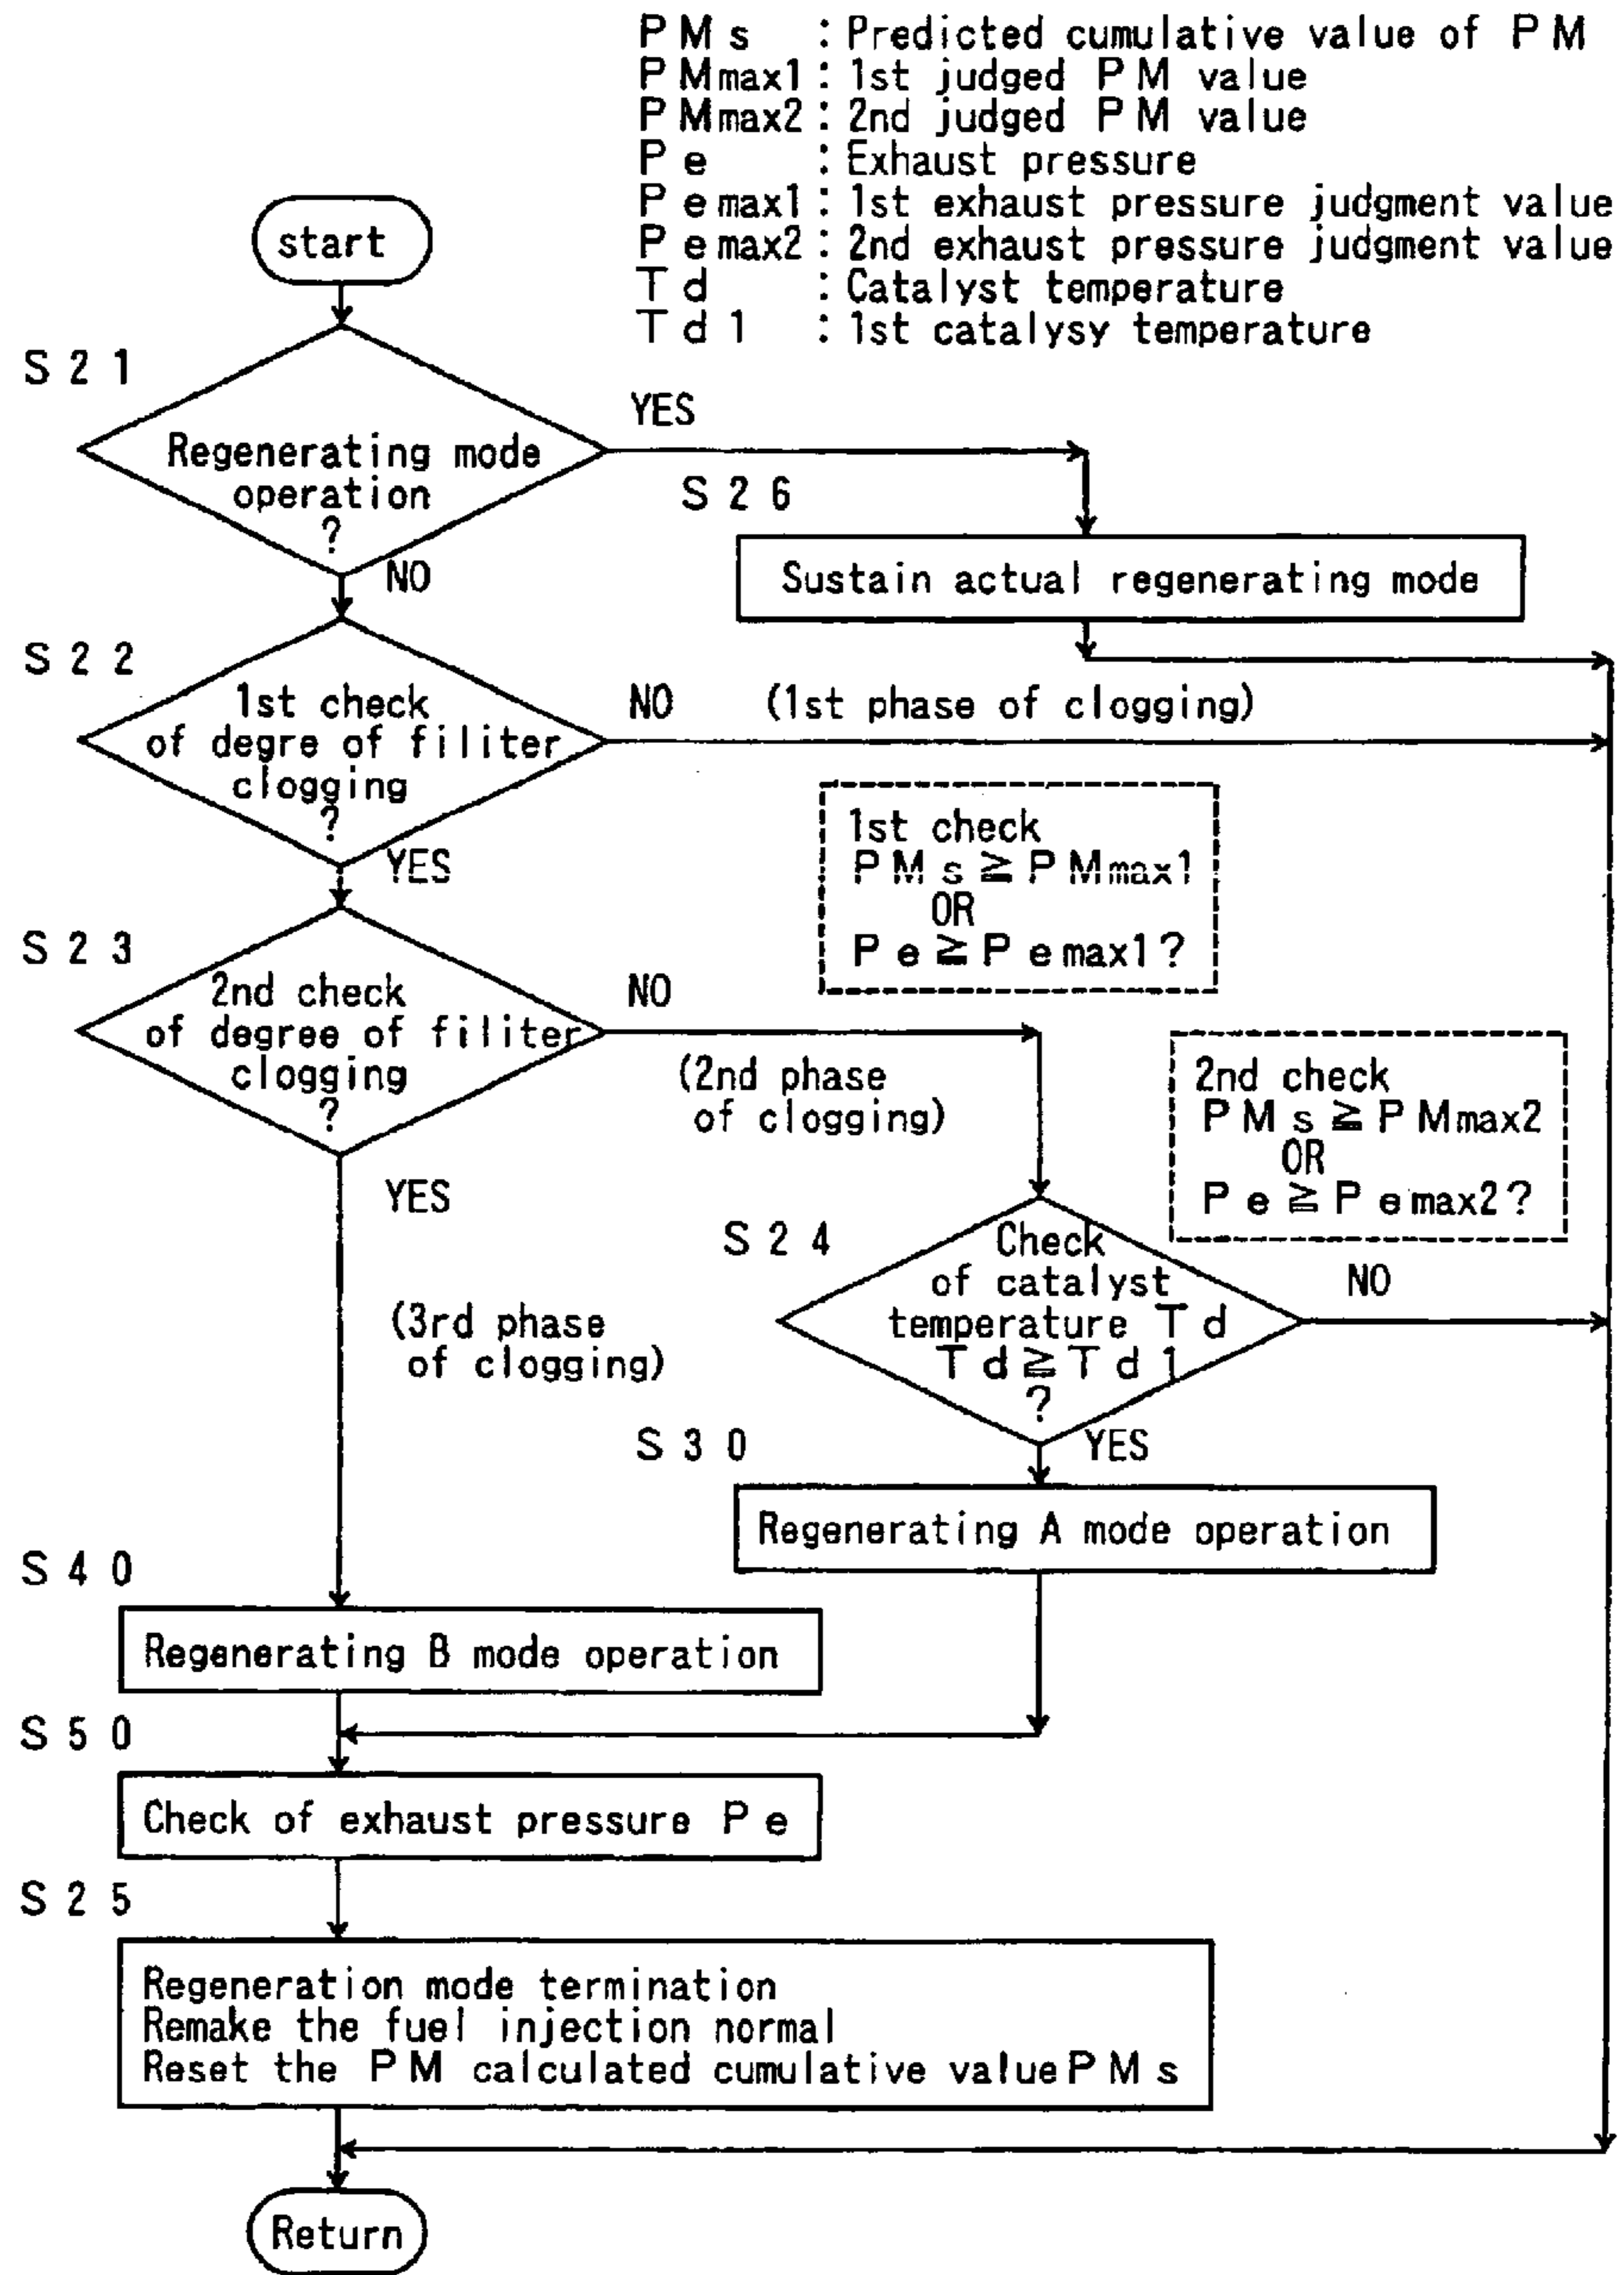 PMs : Predicted cumulative value of PM
PMmax1 : 1st judged PM value
PMmax2 : 2nd judged PM value
Pe : Exhaust pressure
Pemax1 : 1st exhaust pressure judgment value
Pemax2 : 2nd exhaust pressure judgment value
Td : Catalyst temperature
Td1 : 1st catalysy temperature
start
S21
Regenerating mode
operation
?
YES
NO
S26
Sustain actual regenerating mode
S22
1st check
of degre of filiter
clogging
?
NO (1st phase of clogging)
YES
1st check
PMs ≧ PMmax1
OR
Pe ≧ Pemax1?
S23
2nd check
of degree of filiter
clogging
?
NO
(2nd phase
of clogging)
YES
(3rd phase
of clogging)
2nd check
PMs ≧ PMmax2
OR
Pe ≧ Pemax2?
S24
Check
of catalyst
temperature Td
Td ≧ Td1
?
NO
YES
S30
Regenerating A mode operation
S40
Regenerating B mode operation
S50
Check of exhaust pressure Pe
S25
Regeneration mode termination
Remake the fuel injection normal
Reset the PM calculated cumulative value PMs
Return